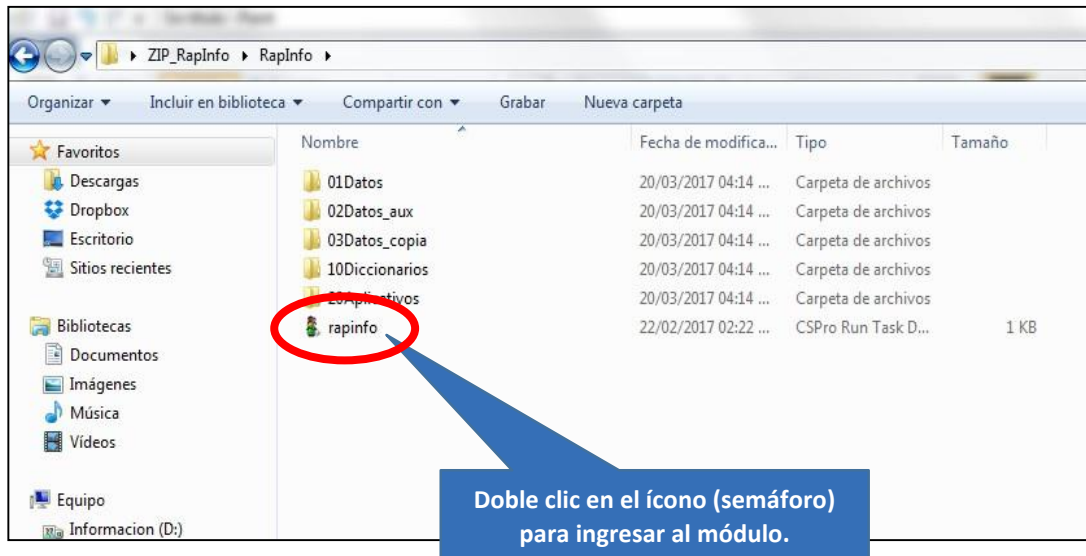 ZIP_RapInfo ▸ RapInfo ▸
Organizar Incluir en biblioteca Compartir con Grabar Nueva carpeta
Favoritos
Descargas
Dropbox
Escritorio
Sitios recientes
Bibliotecas
Documentos
Imágenes
Música
Vídeos
Equipo
Informacion (D:)
Nombre Fecha de modifica... Tipo Tamaño
01Datos 20/03/2017 04:14 ... Carpeta de archivos
02Datos_aux 20/03/2017 04:14 ... Carpeta de archivos
03Datos_copia 20/03/2017 04:14 ... Carpeta de archivos
10Diccionarios 20/03/2017 04:14 ... Carpeta de archivos
20Aplicativos 20/03/2017 04:14 ... Carpeta de archivos
rapinfo 22/02/2017 02:22 ... CSPro Run Task D... 1 KB
Doble clic en el ícono (semáforo)
para ingresar al módulo.